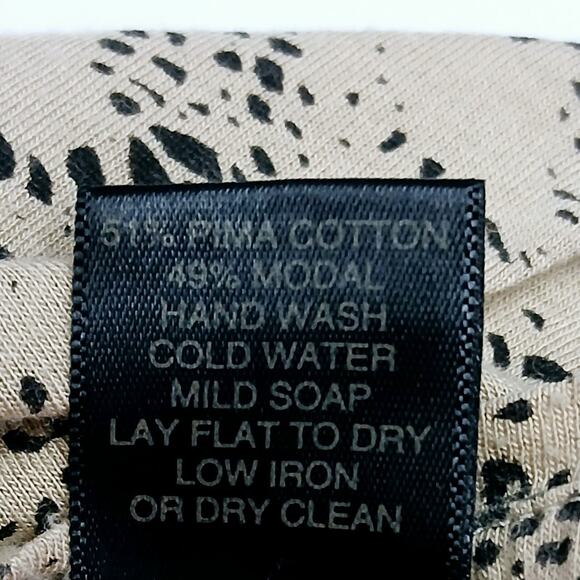 51% PIMA COTTON
49% MODAL
HAND WASH
COLD WATER
MILD SOAP
LAY FLAT TO DRY
LOW IRON
OR DRY CLEAN